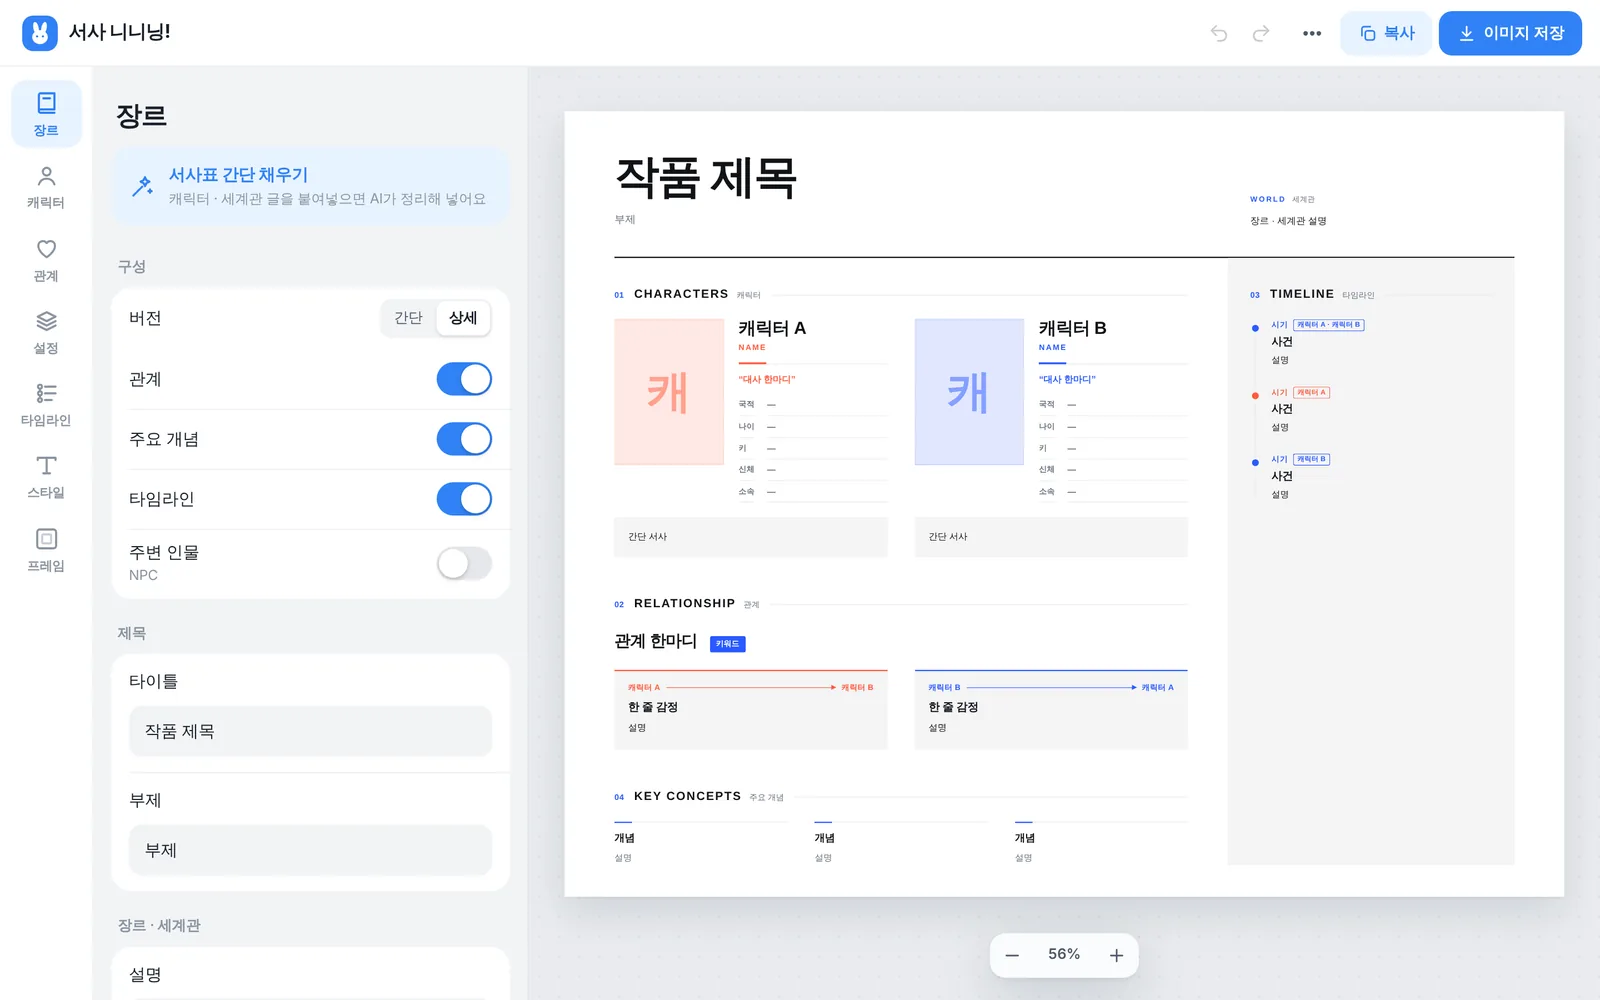 서사 니니닝!
복사
이미지 저장
장르
캐릭터
관계
설정
타임라인
스타일
프레임
장르
서사표 간단 채우기
캐릭터 · 세계관 글을 붙여넣으면 AI가 정리해 넣어요
구성
버전
간단
상세
관계
주요 개념
타임라인
주변 인물
NPC
제목
타이틀
작품 제목
부제
부제
장르 · 세계관
설명
작품 제목
부제
WORLD 세계관
장르 · 세계관 설명
01 CHARACTERS 캐릭터
캐
캐릭터 A
NAME
“대사 한마디”
국적 —
나이 —
키 —
신체 —
소속 —
간단 서사
캐
캐릭터 B
NAME
“대사 한마디”
국적 —
나이 —
키 —
신체 —
소속 —
간단 서사
02 RELATIONSHIP 관계
관계 한마디 키워드
캐릭터 A 캐릭터 B
한 줄 감정
설명
캐릭터 B 캐릭터 A
한 줄 감정
설명
04 KEY CONCEPTS 주요 개념
개념
설명
개념
설명
개념
설명
03 TIMELINE 타임라인
시기 캐릭터 A · 캐릭터 B
사건
설명
시기 캐릭터 A
사건
설명
시기 캐릭터 B
사건
설명
56%